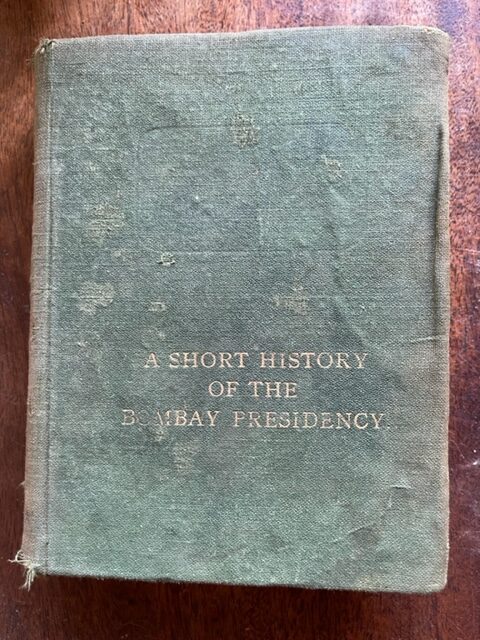 A SHORT HISTORY
OF THE
BOMBAY PRESIDENCY